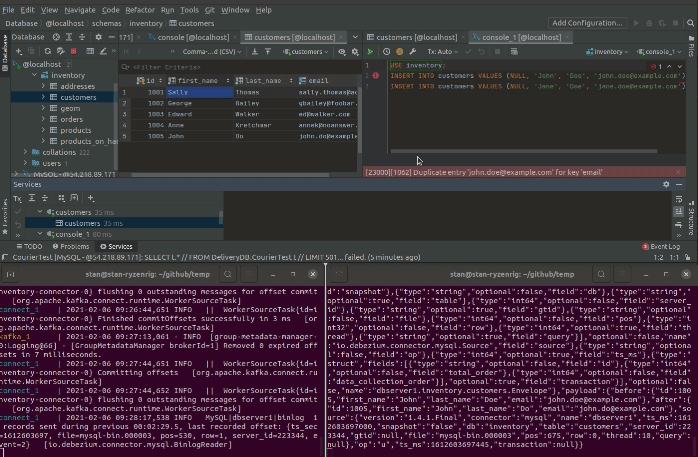 File Edit View Navigate Code Refactor Run Tools Git Window Help
Database @localhost schemas inventory customers
Add Configuration...
Database
171]
console [@localhost]
customers [@localhost]
customers [@localhost]
console_1 [@localhost]
Comma-...d (CSV)
customers
Tx: Auto
inventory
console_1
@localhost
inventory
addresses
customers
geom
orders
products
products_on_ha
collations 222
users 1
MySQL - @54.218.89.171
<Filter Criteria>
id first_name last_name email
1 1001 Sally Thomas sally.thomas@ac
2 1002 George Bailey gbailey@foobar.
3 1003 Edward Walker ed@walker.com
4 1004 Anne Kretchmar annek@noanswer.
5 1005 John Do john.do@example
1 USE inventory;
2 INSERT INTO customers VALUES (NULL, 'John', 'Doe', 'john.doe@example.com')
3 INSERT INTO customers VALUES (NULL, 'Jane', 'Doe', 'jane.doe@example.com')
[23000][1062] Duplicate entry 'john.doe@example.com' for key 'email'
Database
Files
Structure
Favorites
Services
Tx
customers 35 ms
customers 35 ms
console_1 80 ms
TODO Problems Services
Event Log
CourierTest [MySQL - @54.218.89.171]: SELECT t.* // FROM DeliveryDB.CourierTest t // LIMIT 501... failed. (5 minutes ago)
1:2 1:1
stan@stan-ryzenrig: ~/github/temp
nventory-connector-0} flushing 0 outstanding messages for offset commit
[org.apache.kafka.connect.runtime.WorkerSourceTask]
connect_1 | 2021-02-06 09:26:44,651 INFO || WorkerSourceTask{id=i
nventory-connector-0} Finished commitOffsets successfully in 3 ms [or
g.apache.kafka.connect.runtime.WorkerSourceTask]
kafka_1 | 2021-02-06 09:27:13,061 - INFO [group-metadata-manager-
0:Logging@66] - [GroupMetadataManager brokerId=1] Removed 0 expired off
sets in 7 milliseconds.
connect_1 | 2021-02-06 09:27:44,651 INFO || WorkerSourceTask{id=i
nventory-connector-0} Committing offsets [org.apache.kafka.connect.ru
ntime.WorkerSourceTask]
connect_1 | 2021-02-06 09:27:44,652 INFO || WorkerSourceTask{id=i
nventory-connector-0} flushing 0 outstanding messages for offset commit
[org.apache.kafka.connect.runtime.WorkerSourceTask]
connect_1 | 2021-02-06 09:28:17,538 INFO MySQL|dbserver1|binlog 1
records sent during previous 00:02:29.5, last recorded offset: {ts_sec
=1612603697, file=mysql-bin.000003, pos=530, row=1, server_id=223344, e
vent=2} [io.debezium.connector.mysql.BinlogReader]
stan@stan-ryzenrig: ~/github/temp
d":"snapshot"},{"type":"string","optional":false,"field":"db"},{"type":"string",
"optional":true,"field":"table"},{"type":"int64","optional":false,"field":"server_
id"},{"type":"string","optional":true,"field":"gtid"},{"type":"string","optional
":false,"field":"file"},{"type":"int64","optional":false,"field":"pos"},{"type":"i
nt32","optional":false,"field":"row"},{"type":"int64","optional":true,"field":"thr
ead"},{"type":"string","optional":true,"field":"query"}],"optional":false,"name"
:"io.debezium.connector.mysql.Source","field":"source"},{"type":"string","optiona
l":false,"field":"op"},{"type":"int64","optional":true,"field":"ts_ms"},{"type":"
struct","fields":[{"type":"string","optional":false,"field":"id"},{"type":"int64",
"optional":false,"field":"total_order"},{"type":"int64","optional":false,"field":
"data_collection_order"}],"optional":true,"field":"transaction"}],"optional":fal
se,"name":"dbserver1.inventory.customers.Envelope"},"payload":{"before":{"id":100
5,"first_name":"John","last_name":"Doe","email":"john.doe@example.com"},"after":{
"id":1005,"first_name":"John","last_name":"Do","email":"john.do@example.com"},"so
urce":{"version":"1.4.1.Final","connector":"mysql","name":"dbserver1","ts_ms":161
2603697000,"snapshot":"false","db":"inventory","table":"customers","server_id":22
3344,"gtid":null,"file":"mysql-bin.000003","pos":675,"row":0,"thread":10,"query":
null},"op":"u","ts_ms":1612603697445,"transaction":null}}